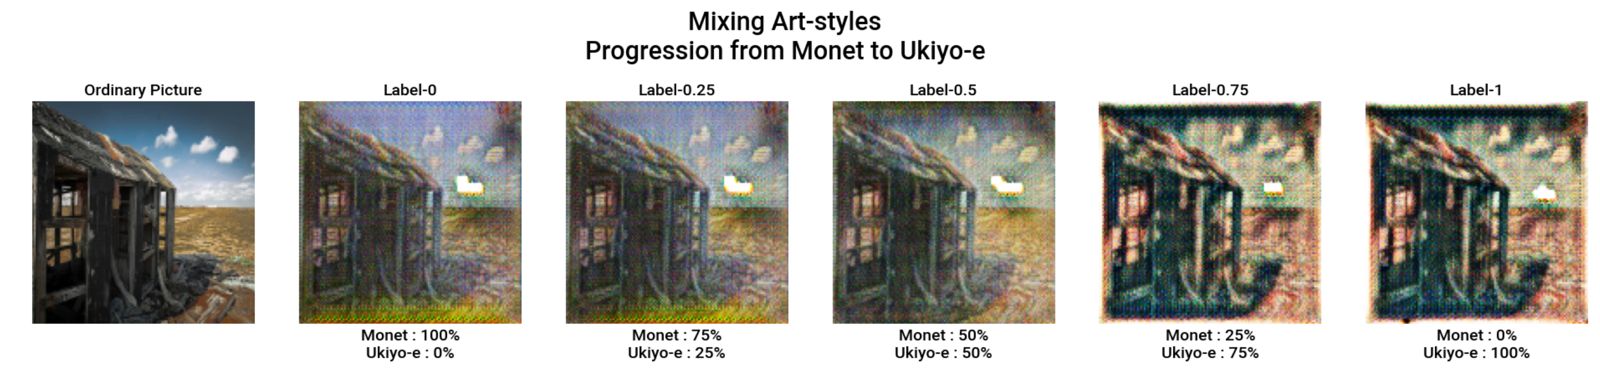 Mixing Art-styles
Progression from Monet to Ukiyo-e
Ordinary Picture
Label-0
Label-0.25
Label-0.5
Label-0.75
Label-1
Monet : 100%
Ukiyo-e : 0%
Monet : 75%
Ukiyo-e : 25%
Monet : 50%
Ukiyo-e : 50%
Monet : 25%
Ukiyo-e : 75%
Monet : 0%
Ukiyo-e : 100%